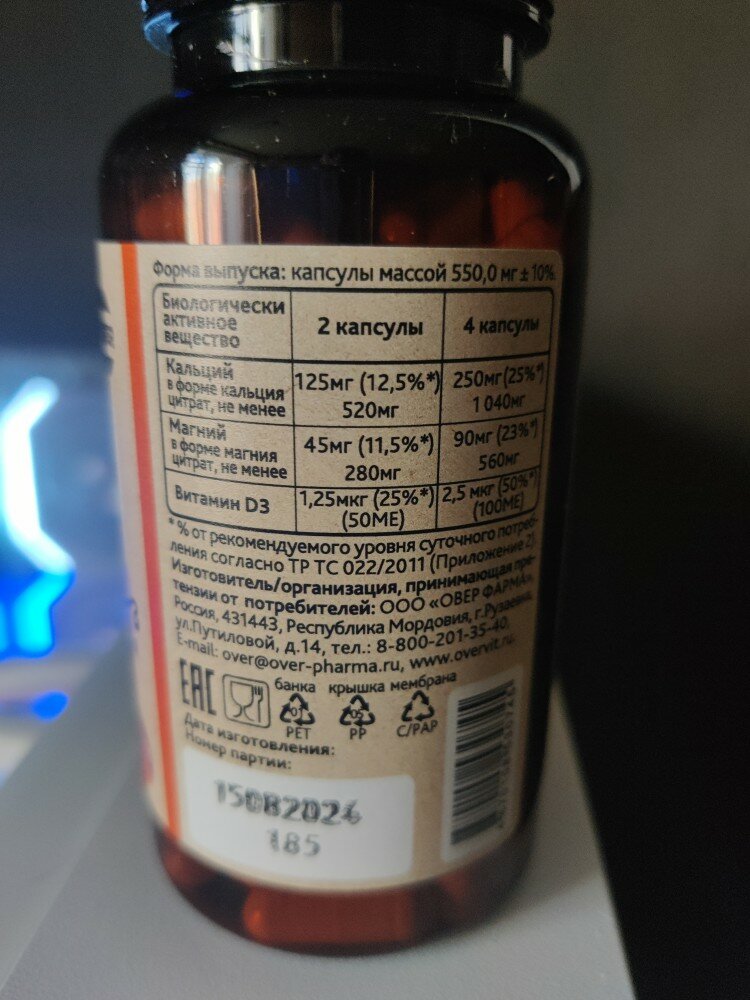 Форма выпуска: капсулы массой 550,0 мг ± 10%.
Биологически активное вещество
2 капсулы
4 капсулы
Кальций
в форме кальция
цитрат, не менее
125мг (12,5%*)
520мг
250мг(25%*)
1 040мг
Магний
в форме магния
цитрат, не менее
45мг (11,5%*)
280мг
90мг (23%*)
560мг
Витамин D3
1,25мкг (25%*)
(50МЕ)
2,5 мкг (50%*)
(100МЕ)
* % от рекомендуемого уровня суточного потреб-
ления согласно ТР ТС 022/2011 (Приложение 2)
Изготовитель/организация, принимающая пре-
тензии от потребителей: ООО «ОВЕР ФАРМА»,
Россия, 431443, Республика Мордовия, г.Рузаевка,
ул.Путиловой, д.14, тел.: 8-800-201-35-40,
E-mail: over@over-pharma.ru, www.overvit.ru.
ЕАС
банка крышка мембрана
01
05
PET
PP
C/PAP
Дата изготовления:
Номер партии:
15082024
185